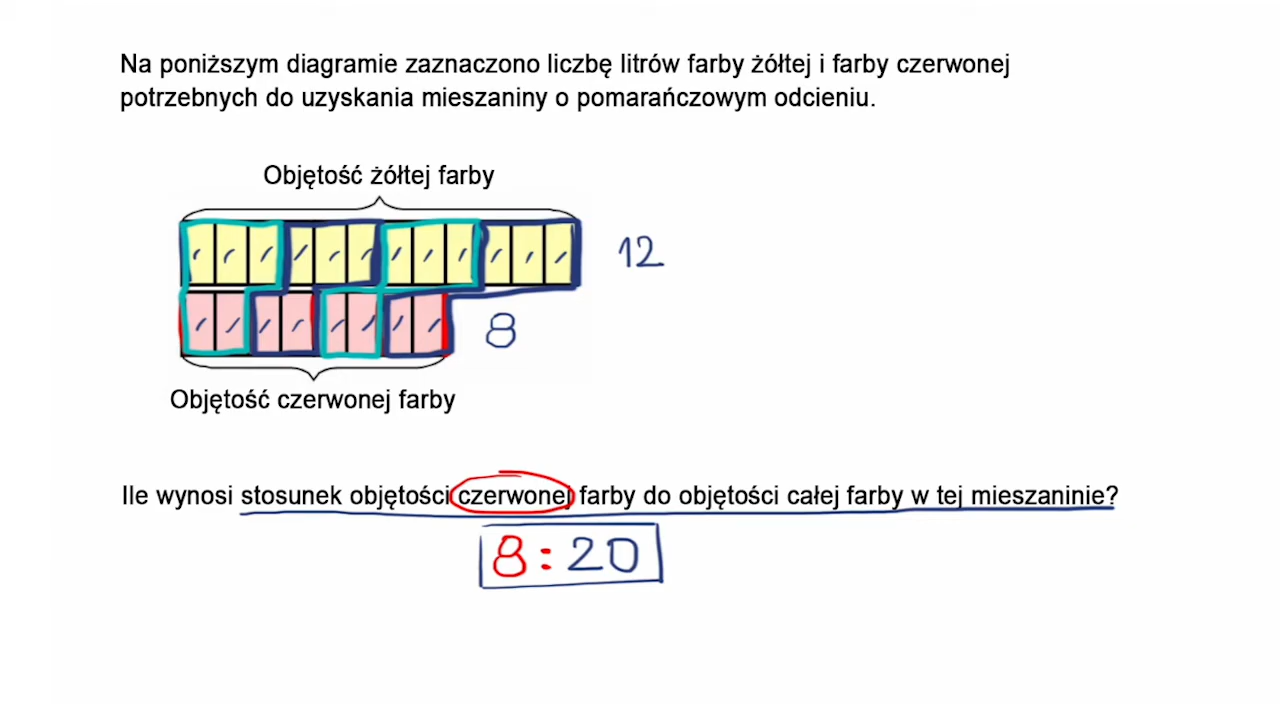 Na poniższym diagramie zaznaczono liczbę litrów farby żółtej i farby czerwonej
potrzebnych do uzyskania mieszaniny o pomarańczowym odcieniu.
Objętość żółtej farby
12
8
Objętość czerwonej farby
Ile wynosi stosunek objętości czerwonej farby do objętości całej farby w tej mieszaninie?
8:20